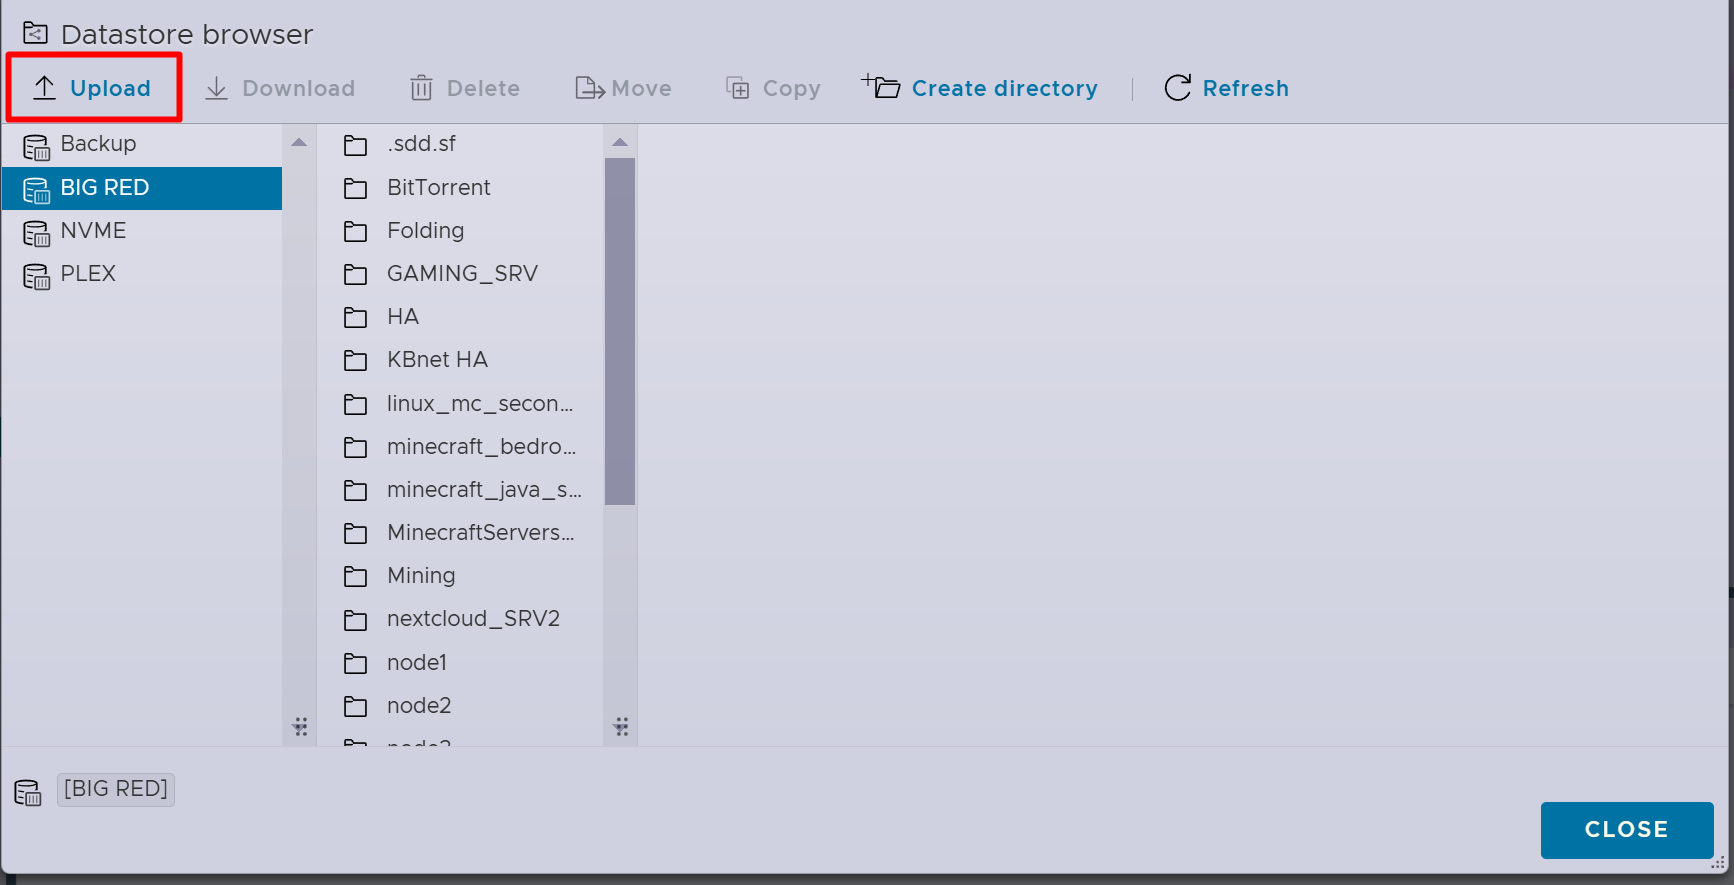 Datastore browser
Upload Download Delete Move Copy Create directory Refresh
Backup
BIG RED
NVME
PLEX
.sdd.sf
BitTorrent
Folding
GAMING_SRV
HA
KBnet HA
linux_mc_secon...
minecraft_bedro...
minecraft_java_s...
MinecraftServers...
Mining
nextcloud_SRV2
node1
node2
[BIG RED]
CLOSE